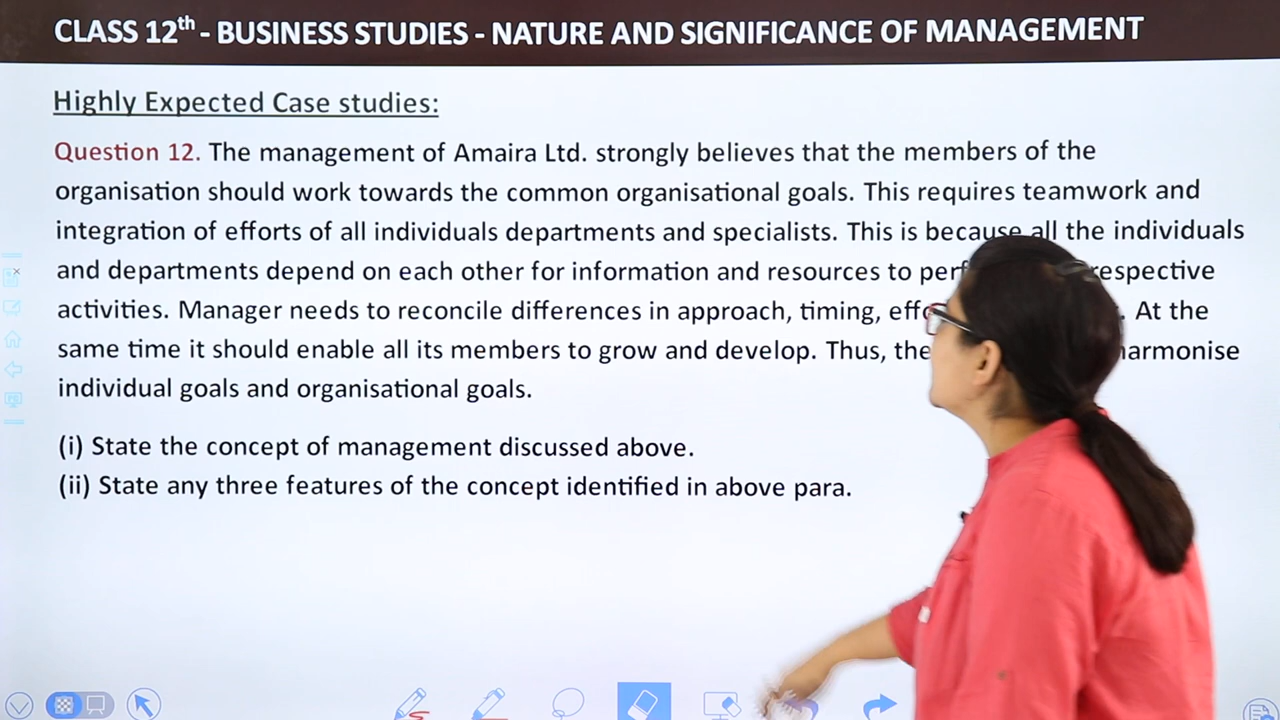 CLASS 12th - BUSINESS STUDIES - NATURE AND SIGNIFICANCE OF MANAGEMENT
Highly Expected Case studies:
Question 12. The management of Amaira Ltd. strongly believes that the members of the
organisation should work towards the common organisational goals. This requires teamwork and
integration of efforts of all individuals departments and specialists. This is because all the individuals
and departments depend on each other for information and resources to respective
activities. Manager needs to reconcile differences in approach, timing, At the
same time it should enable all its members to grow and develop. Thus,
individual goals and organisational goals.
(i) State the concept of management discussed above.
(ii) State any three features of the concept identified in above para.